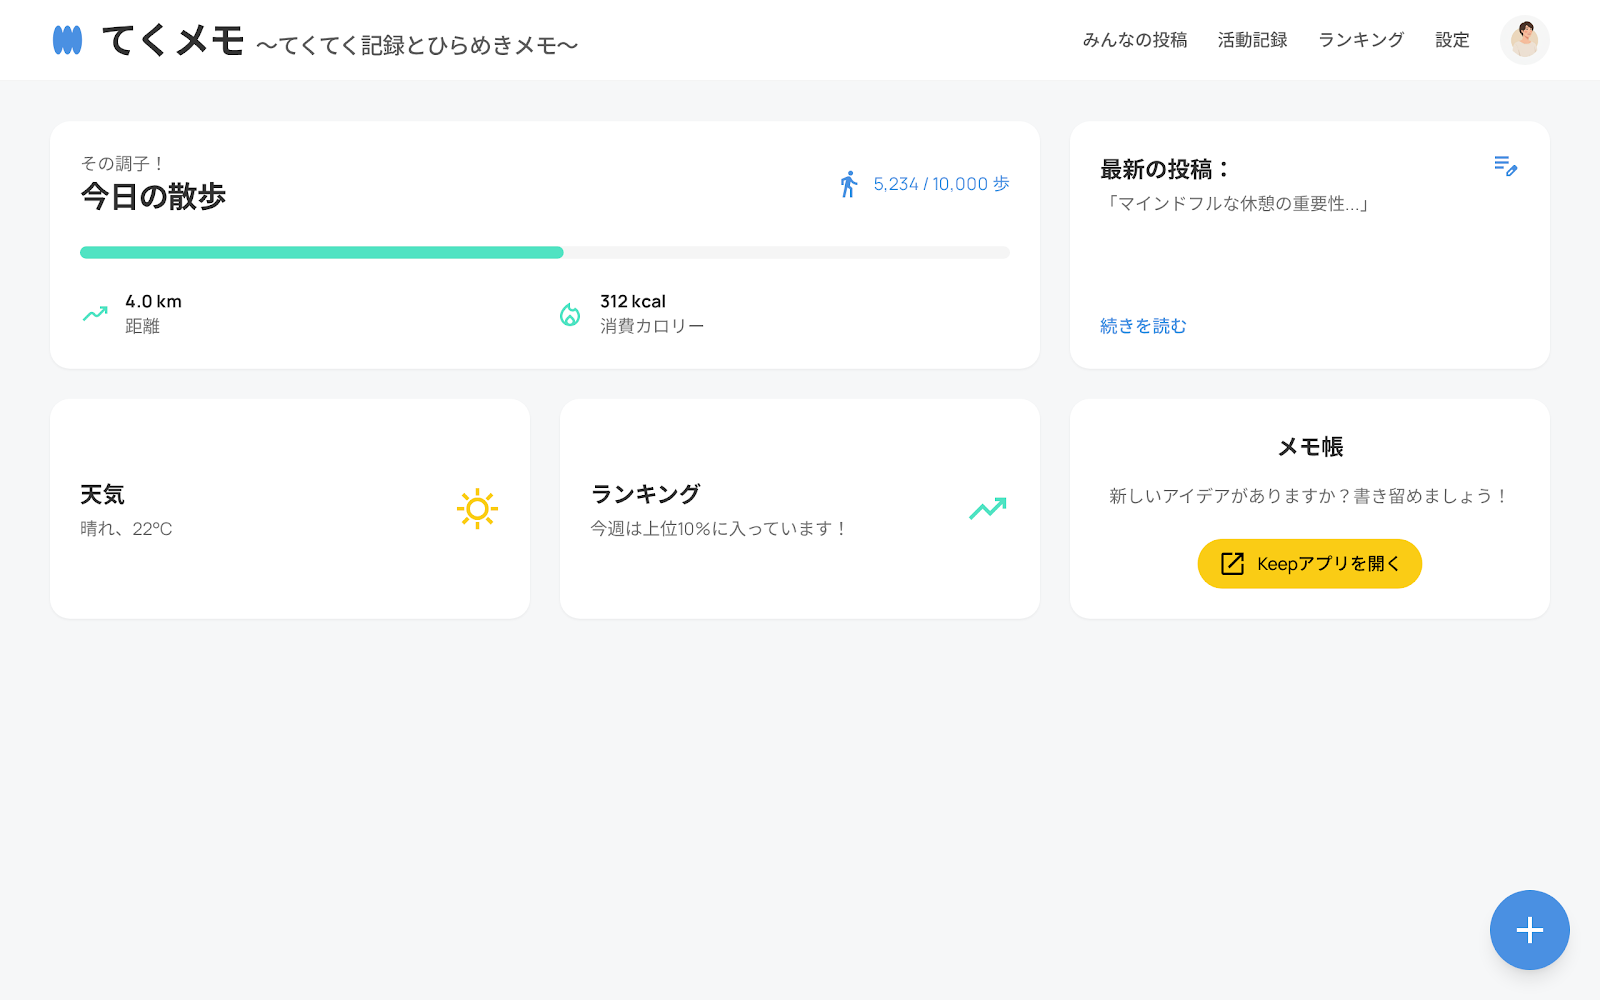 てくメモ ～てくてく記録とひらめきメモ～
みんなの投稿 活動記録 ランキング 設定
その調子！
今日の散歩
5,234 / 10,000 歩
4.0 km
距離
312 kcal
消費カロリー
最新の投稿：
「マインドフルな休憩の重要性...」
続きを読む
天気
晴れ、22°C
ランキング
今週は上位10%に入っています！
メモ帳
新しいアイデアがありますか？書き留めましょう！
Keepアプリを開く